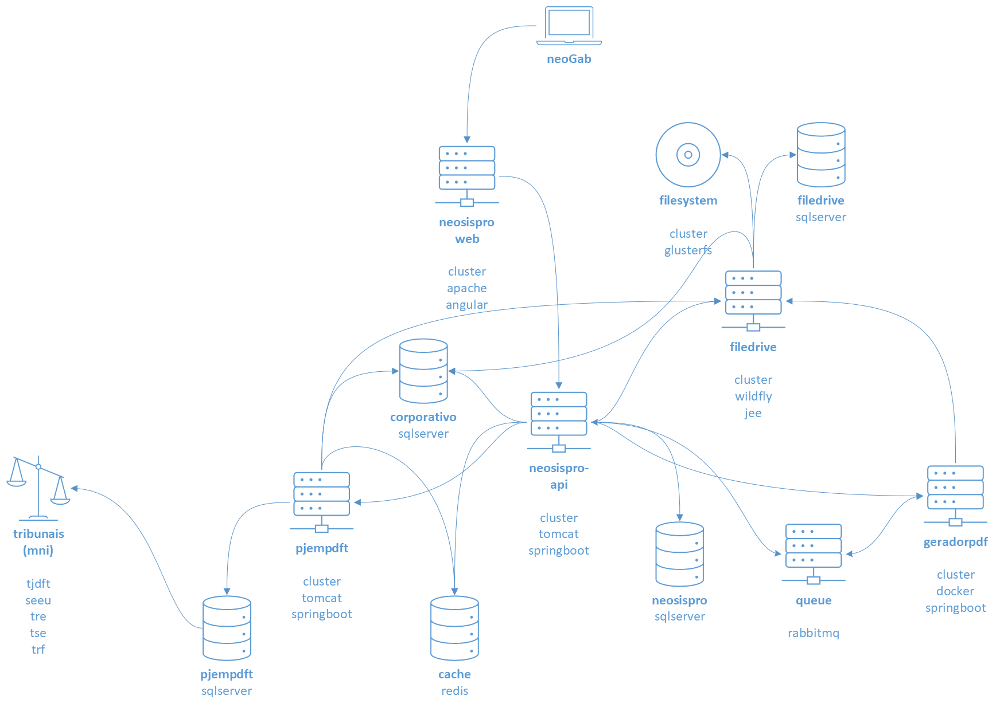 neoGab
neosispro
web
cluster
apache
angular
filesystem
cluster
glusterfs
filedrive
sqlserver
filedrive
cluster
wildfly
jee
corporativo
sqlserver
neosispro-
api
cluster
tomcat
springboot
tribunais
(mni)
tjdft
seeu
tre
tse
trf
pjempdft
cluster
tomcat
springboot
pjempdft
sqlserver
cache
redis
neosispro
sqlserver
queue
rabbitmq
geradorpdf
cluster
docker
springboot